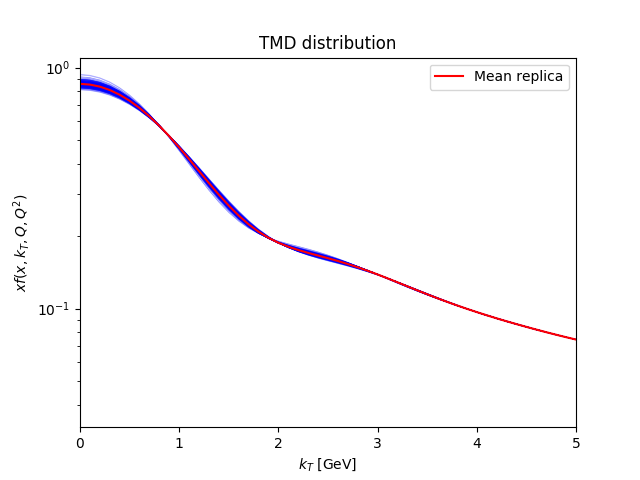 TMD distribution
Mean replica
10⁰
10⁻¹
xf(x, k_T, Q, Q²)
0 1 2 3 4 5
k_T [GeV]